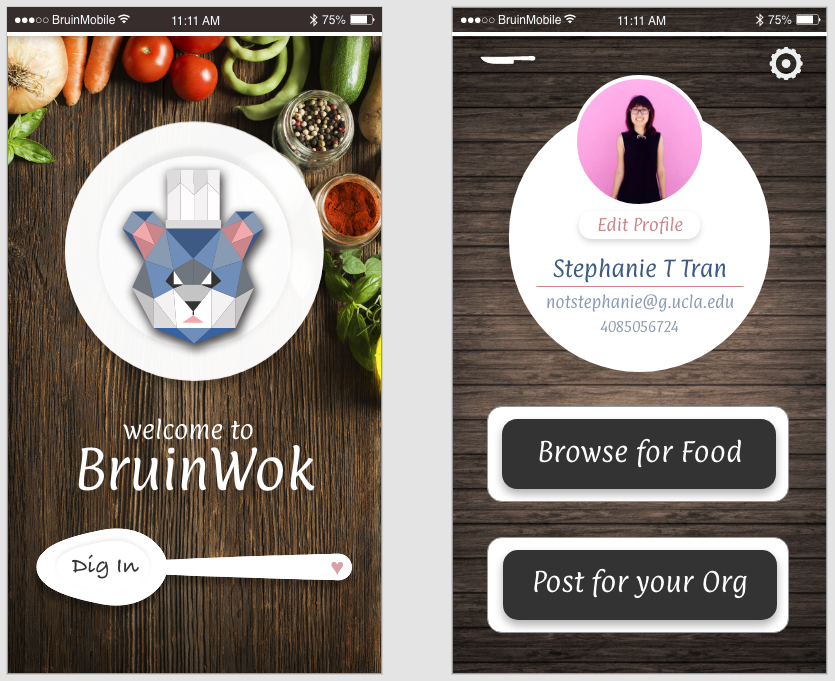 BruinMobile 11:11 AM 75%
welcome to
BruinWok
Dig In
BruinMobile 11:11 AM 75%
Edit Profile
Stephanie T Tran
notstephanie@g.ucla.edu
4085056724
Browse for Food
Post for your Org